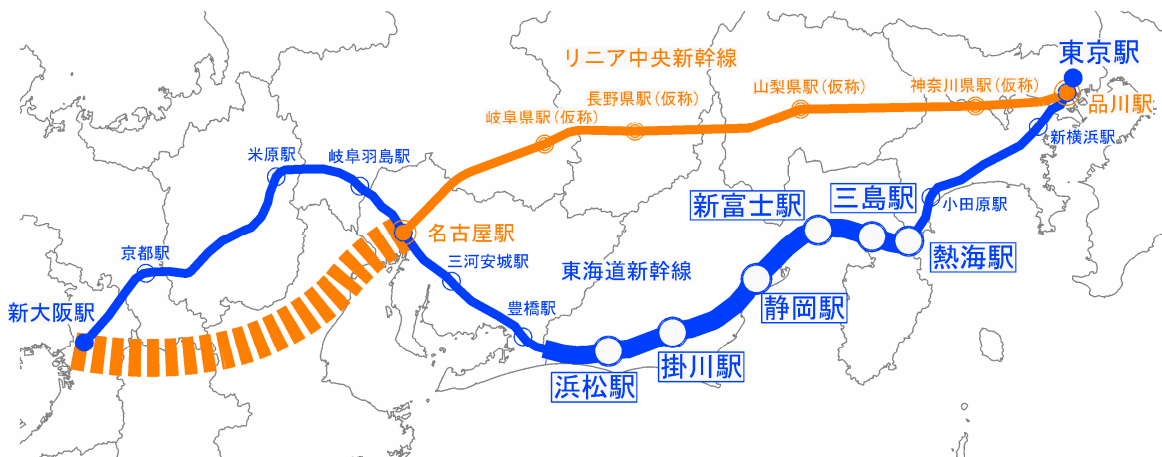 東京駅
リニア中央新幹線
山梨県駅(仮称)
神奈川県駅(仮称)
長野県駅(仮称)
品川駅
岐阜県駅(仮称)
新横浜駅
米原駅
岐阜羽島駅
新富士駅
三島駅
小田原駅
名古屋駅
京都駅
三河安城駅
東海道新幹線
熱海駅
新大阪駅
豊橋駅
静岡駅
掛川駅
浜松駅